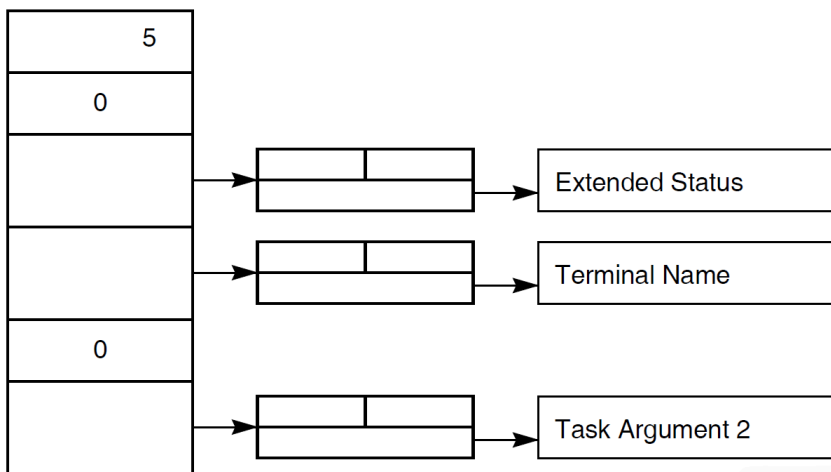 5
0
Extended Status
Terminal Name
0
Task Argument 2